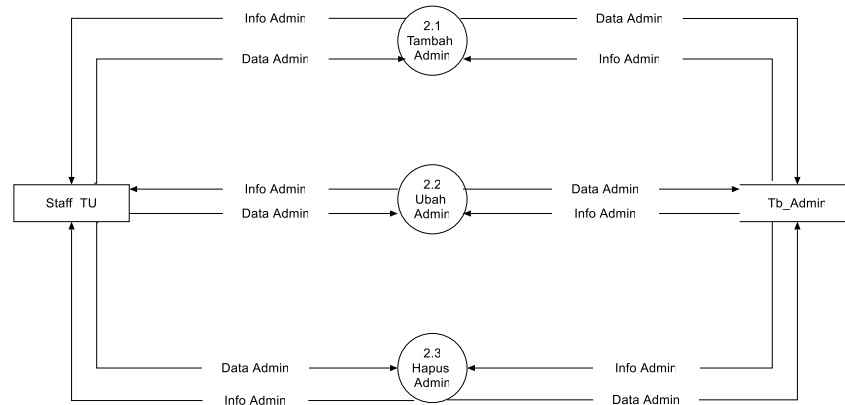 Info Admin
2.1
Tambah
Admin
Data Admin
Data Admin
Info Admin
Info Admin
2.2
Ubah
Admin
Data Admin
Staff TU
Tb_Admin
Data Admin
Info Admin
2.3
Hapus
Admin
Data Admin
Info Admin
Info Admin
Data Admin